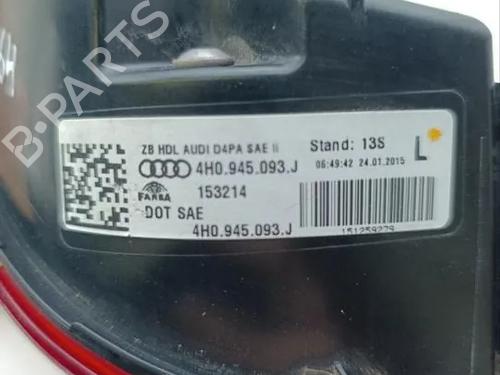 ZB HDL AUDI D4PA SAE II
Stand: 13S
L
4H0.945.093.J
06:49:42 24.01.2015
FARBA
153214
DOT SAE
4H0.945.093.J
151259279
B-PARTS